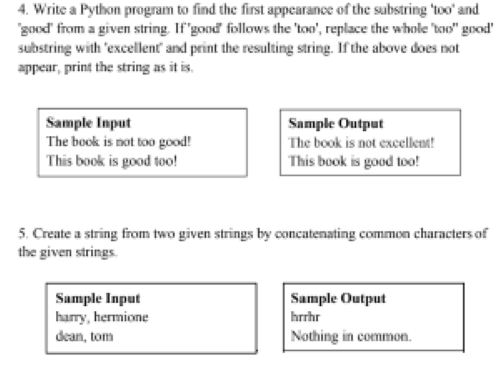 4. Write a Python program to find the first appearance of the substring 'too' and
'good' from a given string. If 'good' follows the 'too', replace the whole 'too'' good'
substring with 'excellent' and print the resulting string. If the above does not
appear, print the string as it is.
Sample Input
The book is not too good!
This book is good too!
Sample Output
The book is not excellent!
This book is good too!
5. Create a string from two given strings by concatenating common characters of
the given strings.
Sample Input
harry, hermione
dean, tom
Sample Output
hrrhr
Nothing in common.